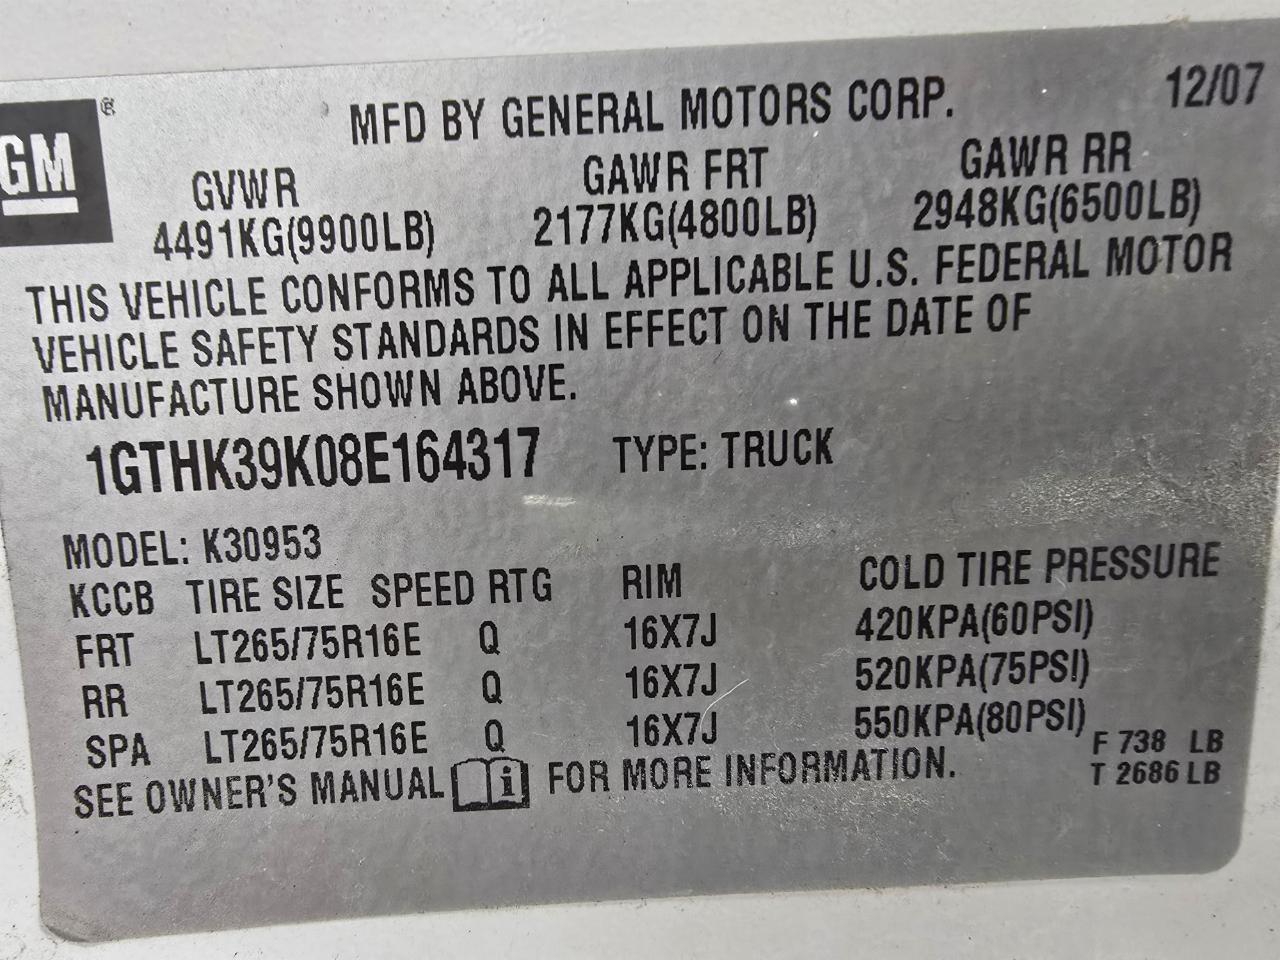 GM ®
MFD BY GENERAL MOTORS CORP. 12/07
GVWR GAWR FRT GAWR RR
4491KG(9900LB) 2177KG(4800LB) 2948KG(6500LB)
THIS VEHICLE CONFORMS TO ALL APPLICABLE U.S. FEDERAL MOTOR
VEHICLE SAFETY STANDARDS IN EFFECT ON THE DATE OF
MANUFACTURE SHOWN ABOVE.
1GTHK39K08E164317 TYPE: TRUCK
MODEL: K30953
KCCB TIRE SIZE SPEED RTG RIM COLD TIRE PRESSURE
FRT LT265/75R16E Q 16X7J 420KPA(60PSI)
RR LT265/75R16E Q 16X7J 520KPA(75PSI)
SPA LT265/75R16E Q 16X7J 550KPA(80PSI)
SEE OWNER'S MANUAL i FOR MORE INFORMATION.
F 738 LB
T 2686 LB